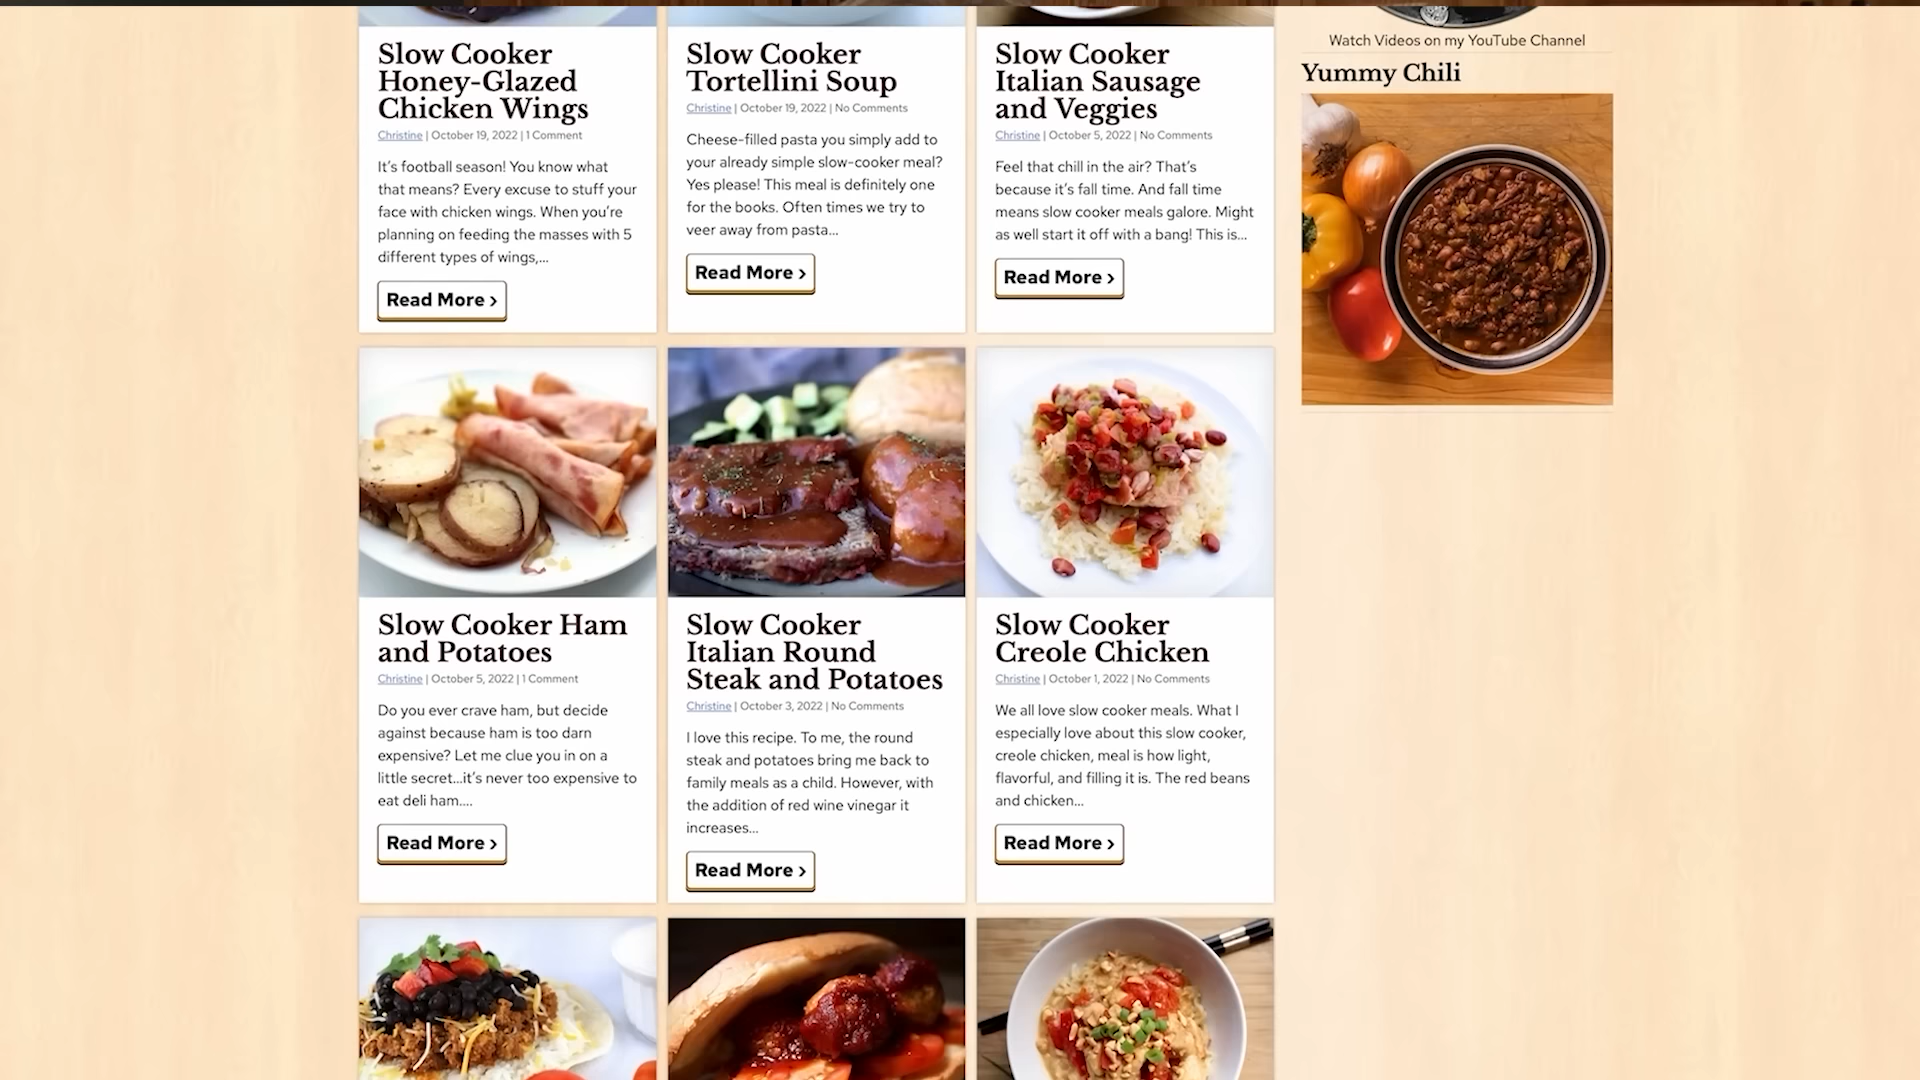 Slow Cooker
Honey-Glazed
Chicken Wings
Christine | October 19, 2022 | 1 Comment
It's football season! You know what
that means? Every excuse to stuff your
face with chicken wings. When you're
planning on feeding the masses with 5
different types of wings,...
Read More ›
Slow Cooker
Tortellini Soup
Christine | October 19, 2022 | No Comments
Cheese-filled pasta you simply add to
your already simple slow-cooker meal?
Yes please! This meal is definitely one
for the books. Often times we try to
veer away from pasta...
Read More ›
Slow Cooker
Italian Sausage
and Veggies
Christine | October 5, 2022 | No Comments
Feel that chill in the air? That's
because it's fall time. And fall time
means slow cooker meals galore. Might
as well start it off with a bang! This is...
Read More ›
Watch Videos on my YouTube Channel
Yummy Chili
Slow Cooker Ham
and Potatoes
Christine | October 5, 2022 | 1 Comment
Do you ever crave ham, but decide
against because ham is too darn
expensive? Let me clue you in on a
little secret...it's never too expensive to
eat deli ham....
Read More ›
Slow Cooker
Italian Round
Steak and Potatoes
Christine | October 3, 2022 | No Comments
I love this recipe. To me, the round
steak and potatoes bring me back to
family meals as a child. However, with
the addition of red wine vinegar it
increases...
Read More ›
Slow Cooker
Creole Chicken
Christine | October 1, 2022 | No Comments
We all love slow cooker meals. What I
especially love about this slow cooker,
creole chicken, meal is how light,
flavorful, and filling it is. The red beans
and chicken...
Read More ›